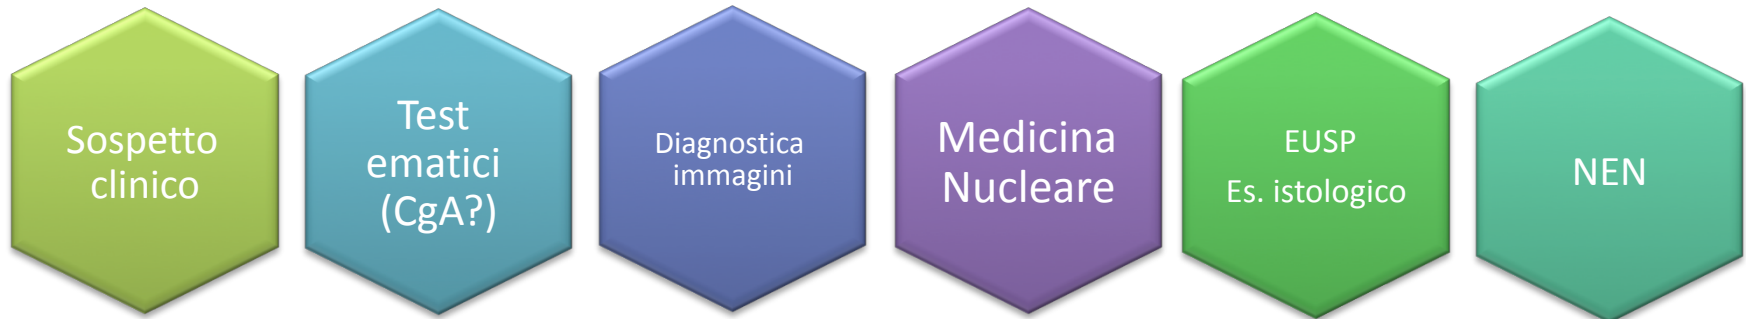 Sospetto
clinico
Test
ematici
(CgA?)
Diagnostica
immagini
Medicina
Nucleare
EUSP
Es. istologico
NEN